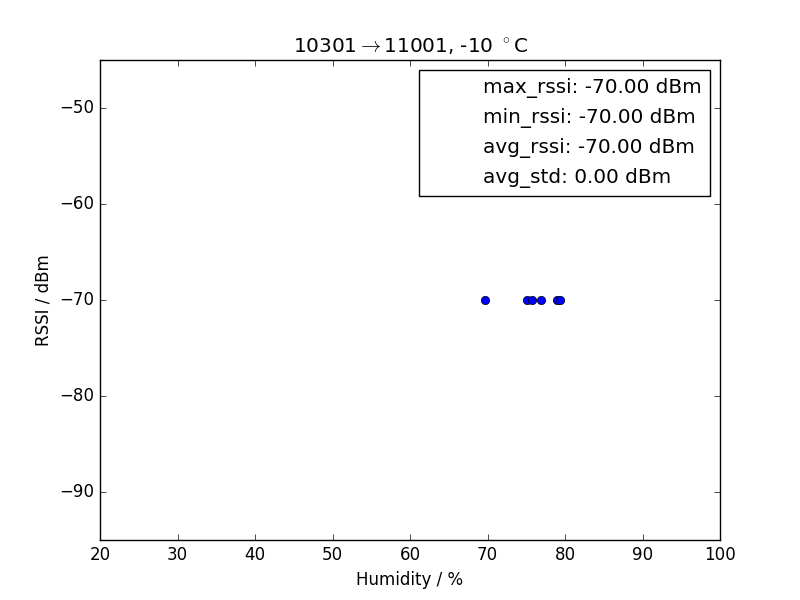 10301→11001, -10 °C
max_rssi: -70.00 dBm
min_rssi: -70.00 dBm
avg_rssi: -70.00 dBm
avg_std: 0.00 dBm
RSSI / dBm
−50
−60
−70
−80
−90
20 30 40 50 60 70 80 90 100
Humidity / %